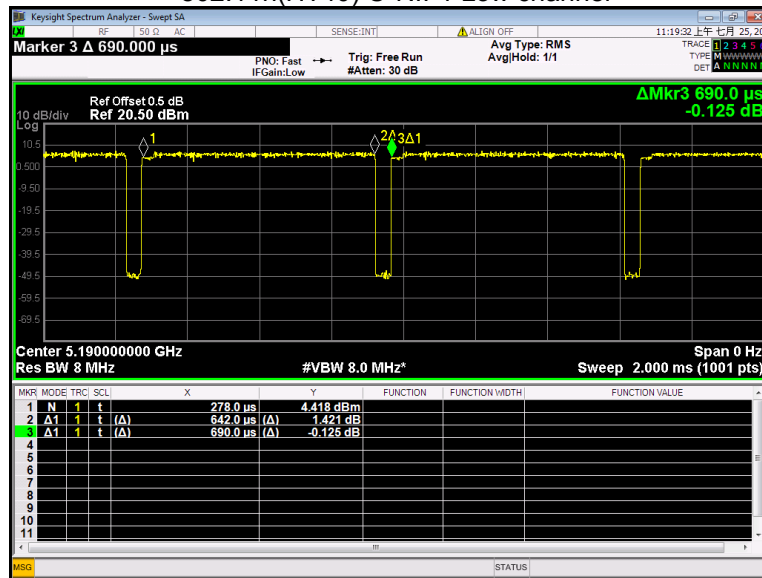 Keysight Spectrum Analyzer - Swept SA
RF 50 Ω AC SENSE:INT ALIGN OFF 11:19:32 上午 七月 25, 20
Marker 3 Δ 690.000 µs
PNO: Fast
IFGain:Low
Trig: Free Run
#Atten: 30 dB
Avg Type: RMS
Avg|Hold: 1/1
TRACE 1 2 3 4 5
TYPE M
DET A N N N N
ΔMkr3 690.0 µs
-0.125 dB
Ref Offset 0.5 dB
10 dB/div Ref 20.50 dBm
Log
1
2Δ1
3Δ1
10.5
0.500
-9.50
-19.5
-29.5
-39.5
-49.5
-59.5
-69.5
Center 5.190000000 GHz Span 0 Hz
Res BW 8 MHz #VBW 8.0 MHz* Sweep 2.000 ms (1001 pts)
MKR MODE TRC SCL X Y FUNCTION FUNCTION WIDTH FUNCTION VALUE
1 N 1 t 278.0 µs 4.418 dBm
2 Δ1 1 t (Δ) 642.0 µs (Δ) 1.421 dB
3 Δ1 1 t (Δ) 690.0 µs (Δ) -0.125 dB
4
5
6
7
8
9
10
11
MSG STATUS